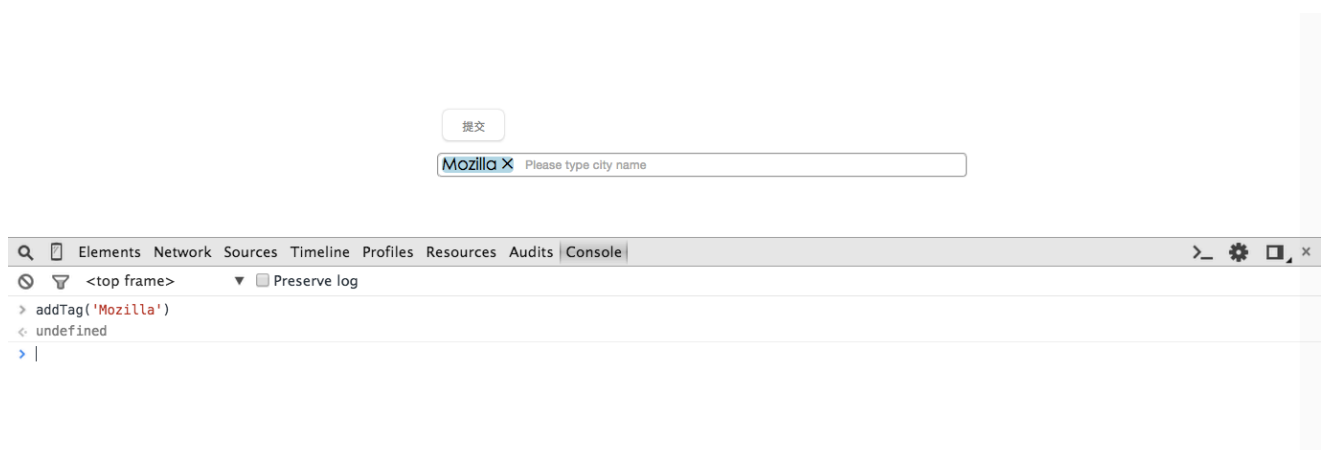 提交
Mozilla × Please type city name
Elements Network Sources Timeline Profiles Resources Audits Console
<top frame> ▼ Preserve log
> addTag('Mozilla')
undefined
>